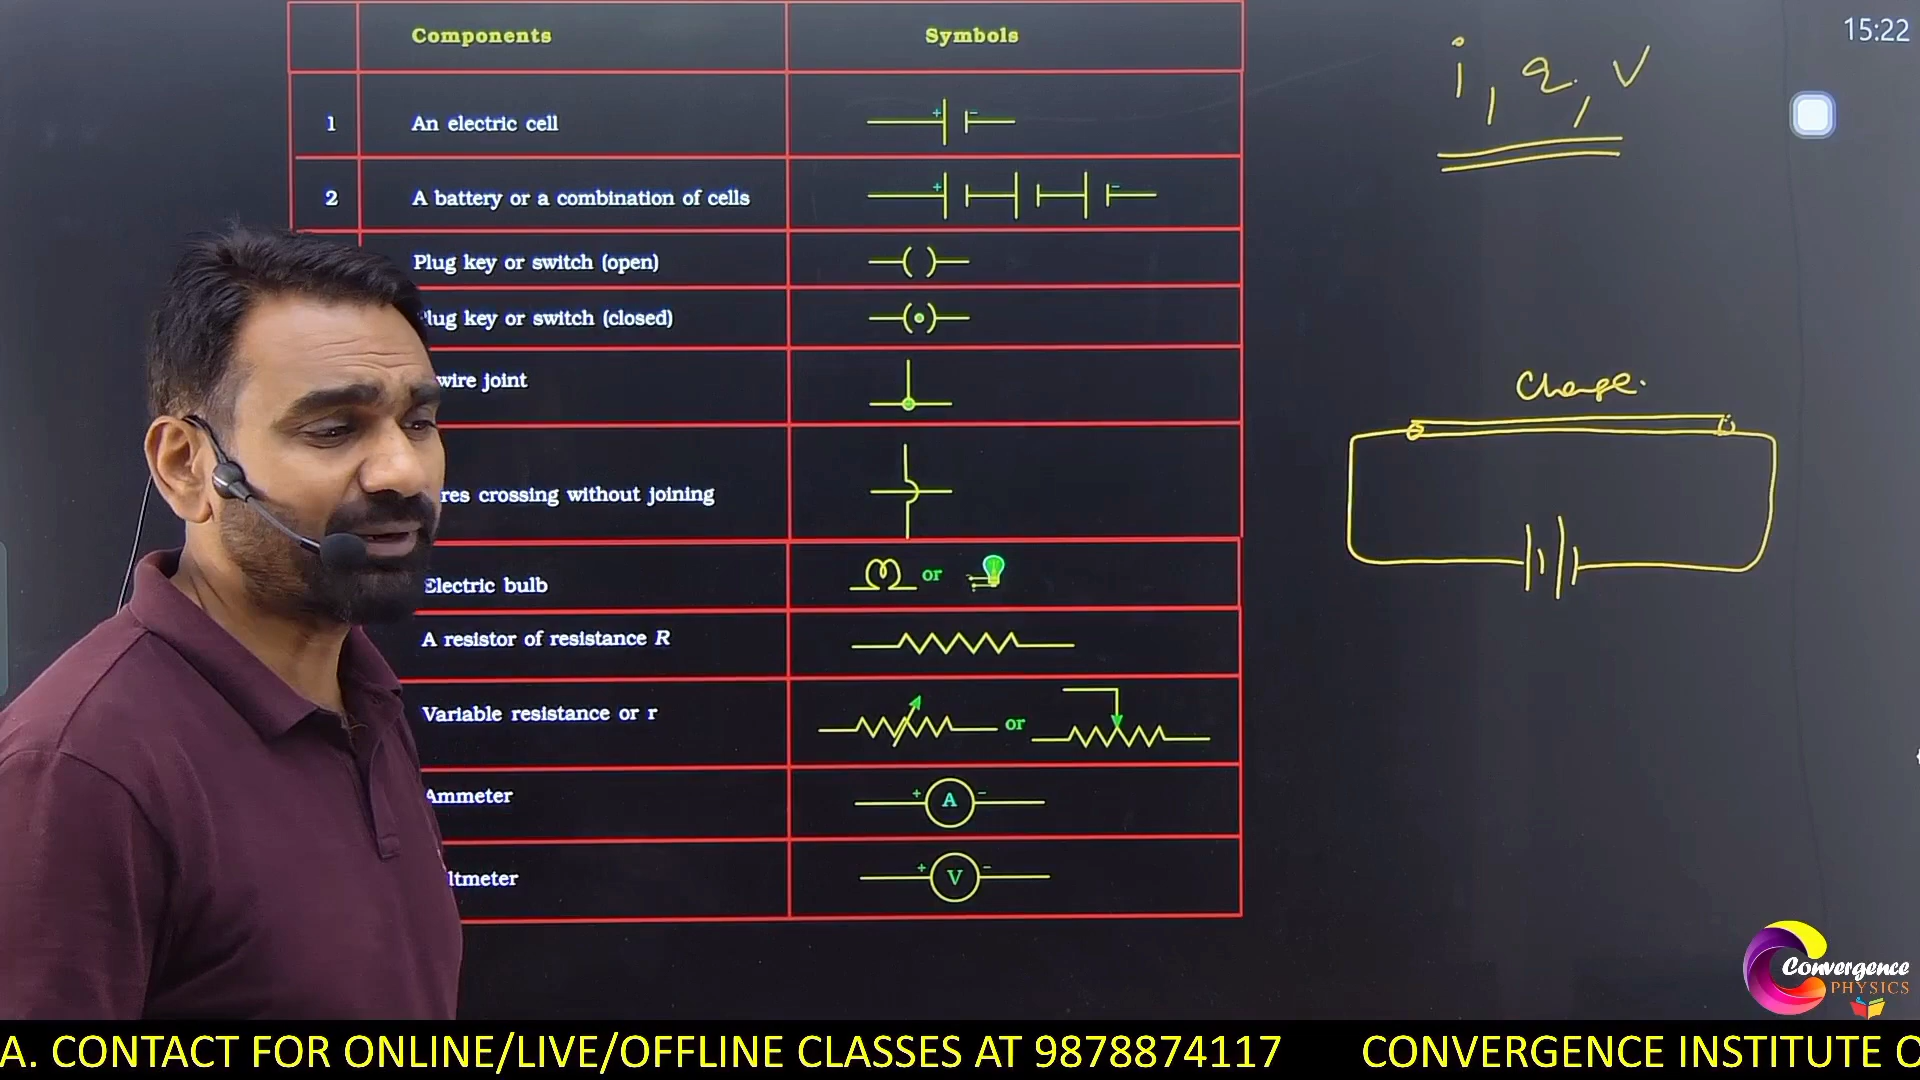 Components Symbols
1 An electric cell + -
2 A battery or a combination of cells + -
Plug key or switch (open)
lug key or switch (closed)
wire joint
res crossing without joining
Electric bulb or
A resistor of resistance R
Variable resistance or r or
Ammeter + A -
ltmeter + V -
i, q, V
Charge.
15:22
Convergence
PHYSICS
A. CONTACT FOR ONLINE/LIVE/OFFLINE CLASSES AT 9878874117 CONVERGENCE INSTITUTE O